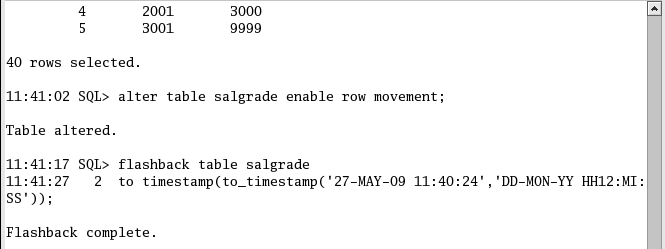 4       2001       3000
5       3001       9999
40 rows selected.
11:41:02 SQL> alter table salgrade enable row movement;
Table altered.
11:41:17 SQL> flashback table salgrade
11:41:27   2  to timestamp(to_timestamp('27-MAY-09 11:40:24','DD-MON-YY HH12:MI:
SS'));
Flashback complete.